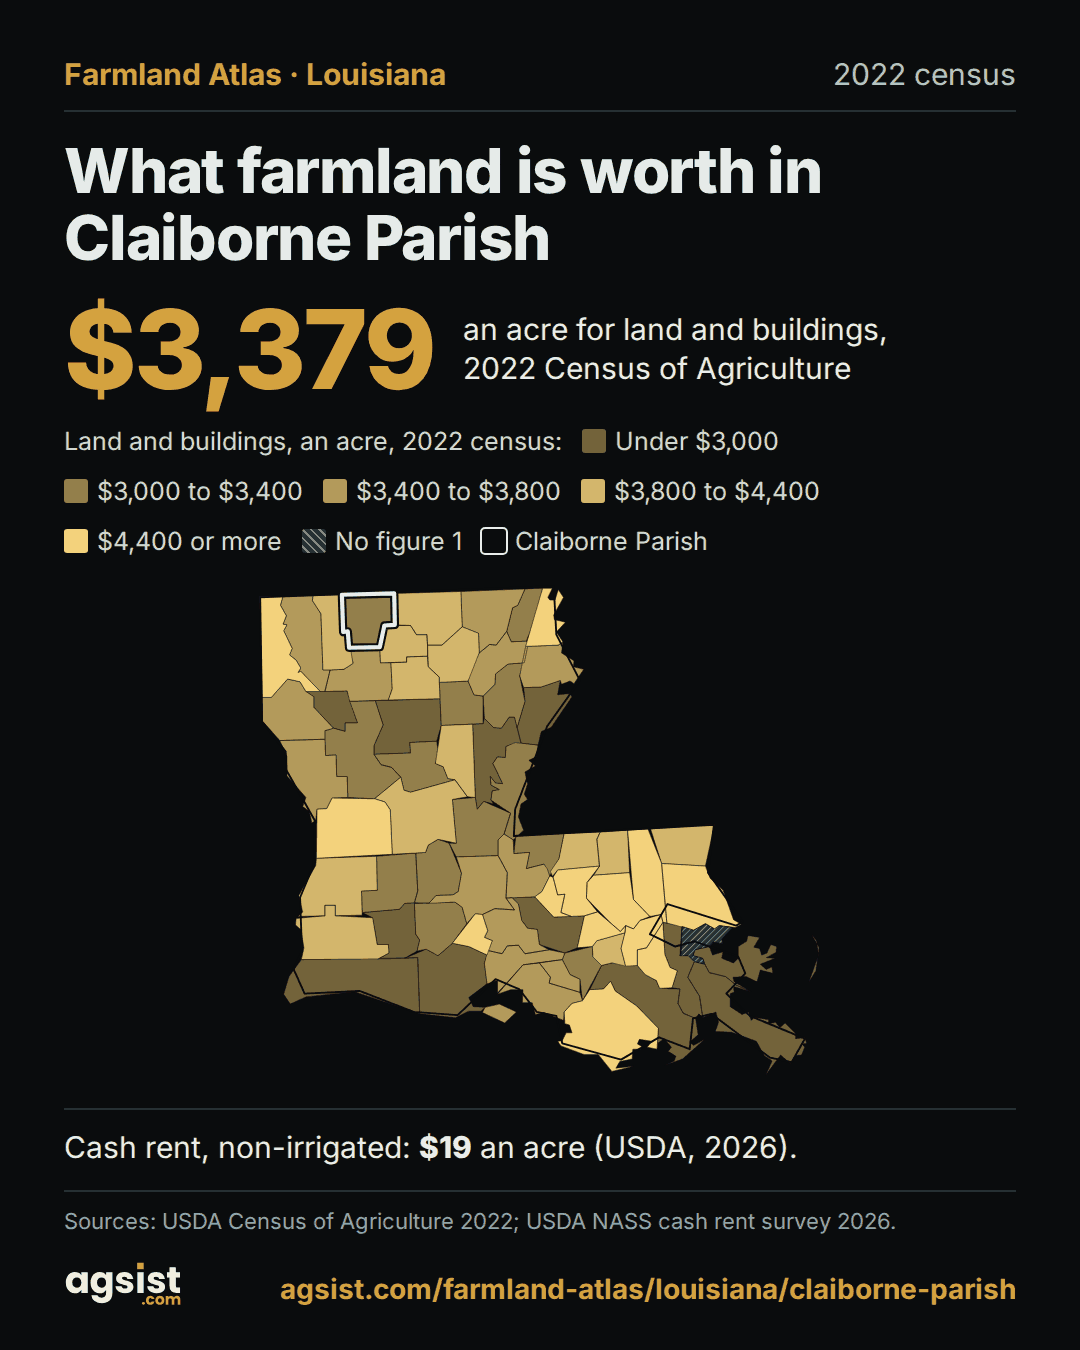 Farmland Atlas · Louisiana
2022 census
What farmland is worth in
Claiborne Parish
$3,379
an acre for land and buildings,
2022 Census of Agriculture
Land and buildings, an acre, 2022 census: Under $3,000
$3,000 to $3,400 $3,400 to $3,800 $3,800 to $4,400
$4,400 or more No figure 1 Claiborne Parish
Cash rent, non-irrigated: $19 an acre (USDA, 2026).
Sources: USDA Census of Agriculture 2022; USDA NASS cash rent survey 2026.
agsist
.com
agsist.com/farmland-atlas/louisiana/claiborne-parish